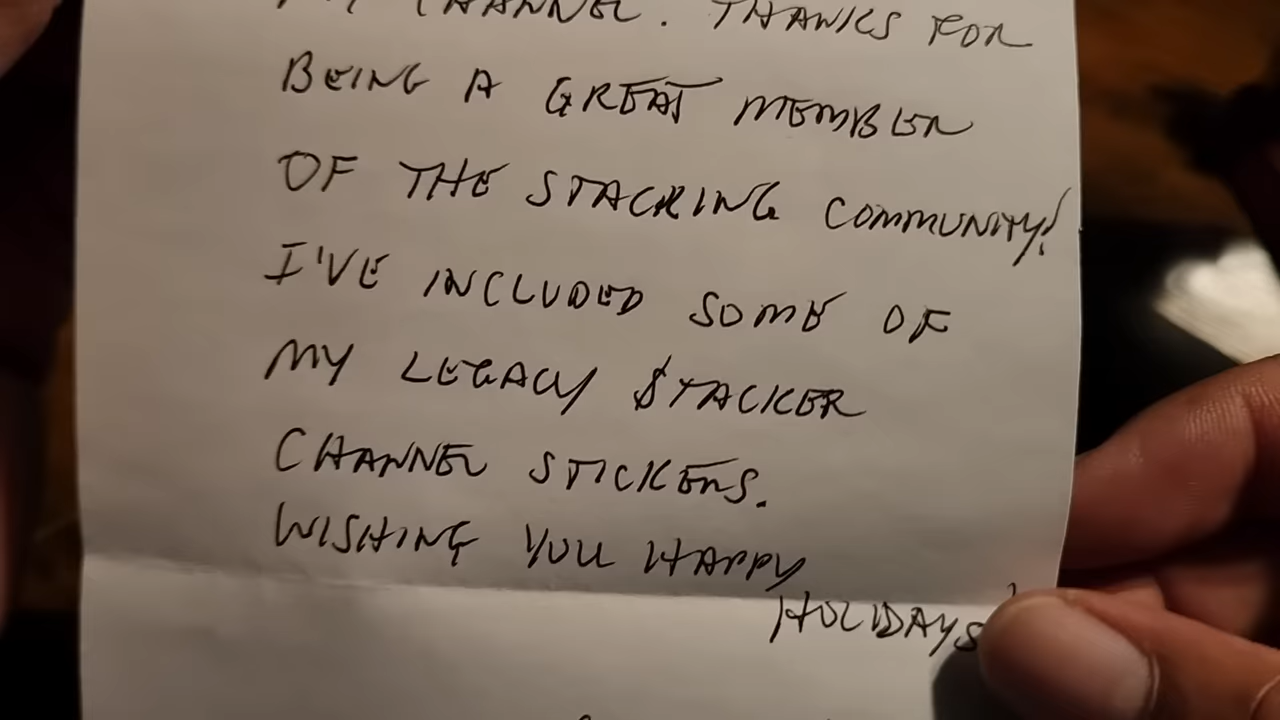 MY CHANNEL. THANKS FOR
BEING A GREAT MEMBER
OF THE STACKING COMMUNITY!
I'VE INCLUDED SOME OF
MY LEGACY $TACKER
CHANNEL STICKERS.
WISHING YOU HAPPY
HOLIDAYS!